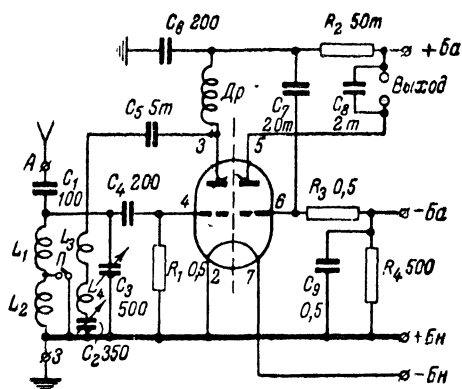 C6 200
R2 50т
+ба
Др
C7
20т
C8
2т
Выход
C5 5т
3
5
А
C1
100
C4 200
4
6
R3 0,5
-ба
L1
L3
П
R1 0,5
2
7
C3
500
L4
C9
0,5
R4 500
L2
C2 350
+бн
З
-бн